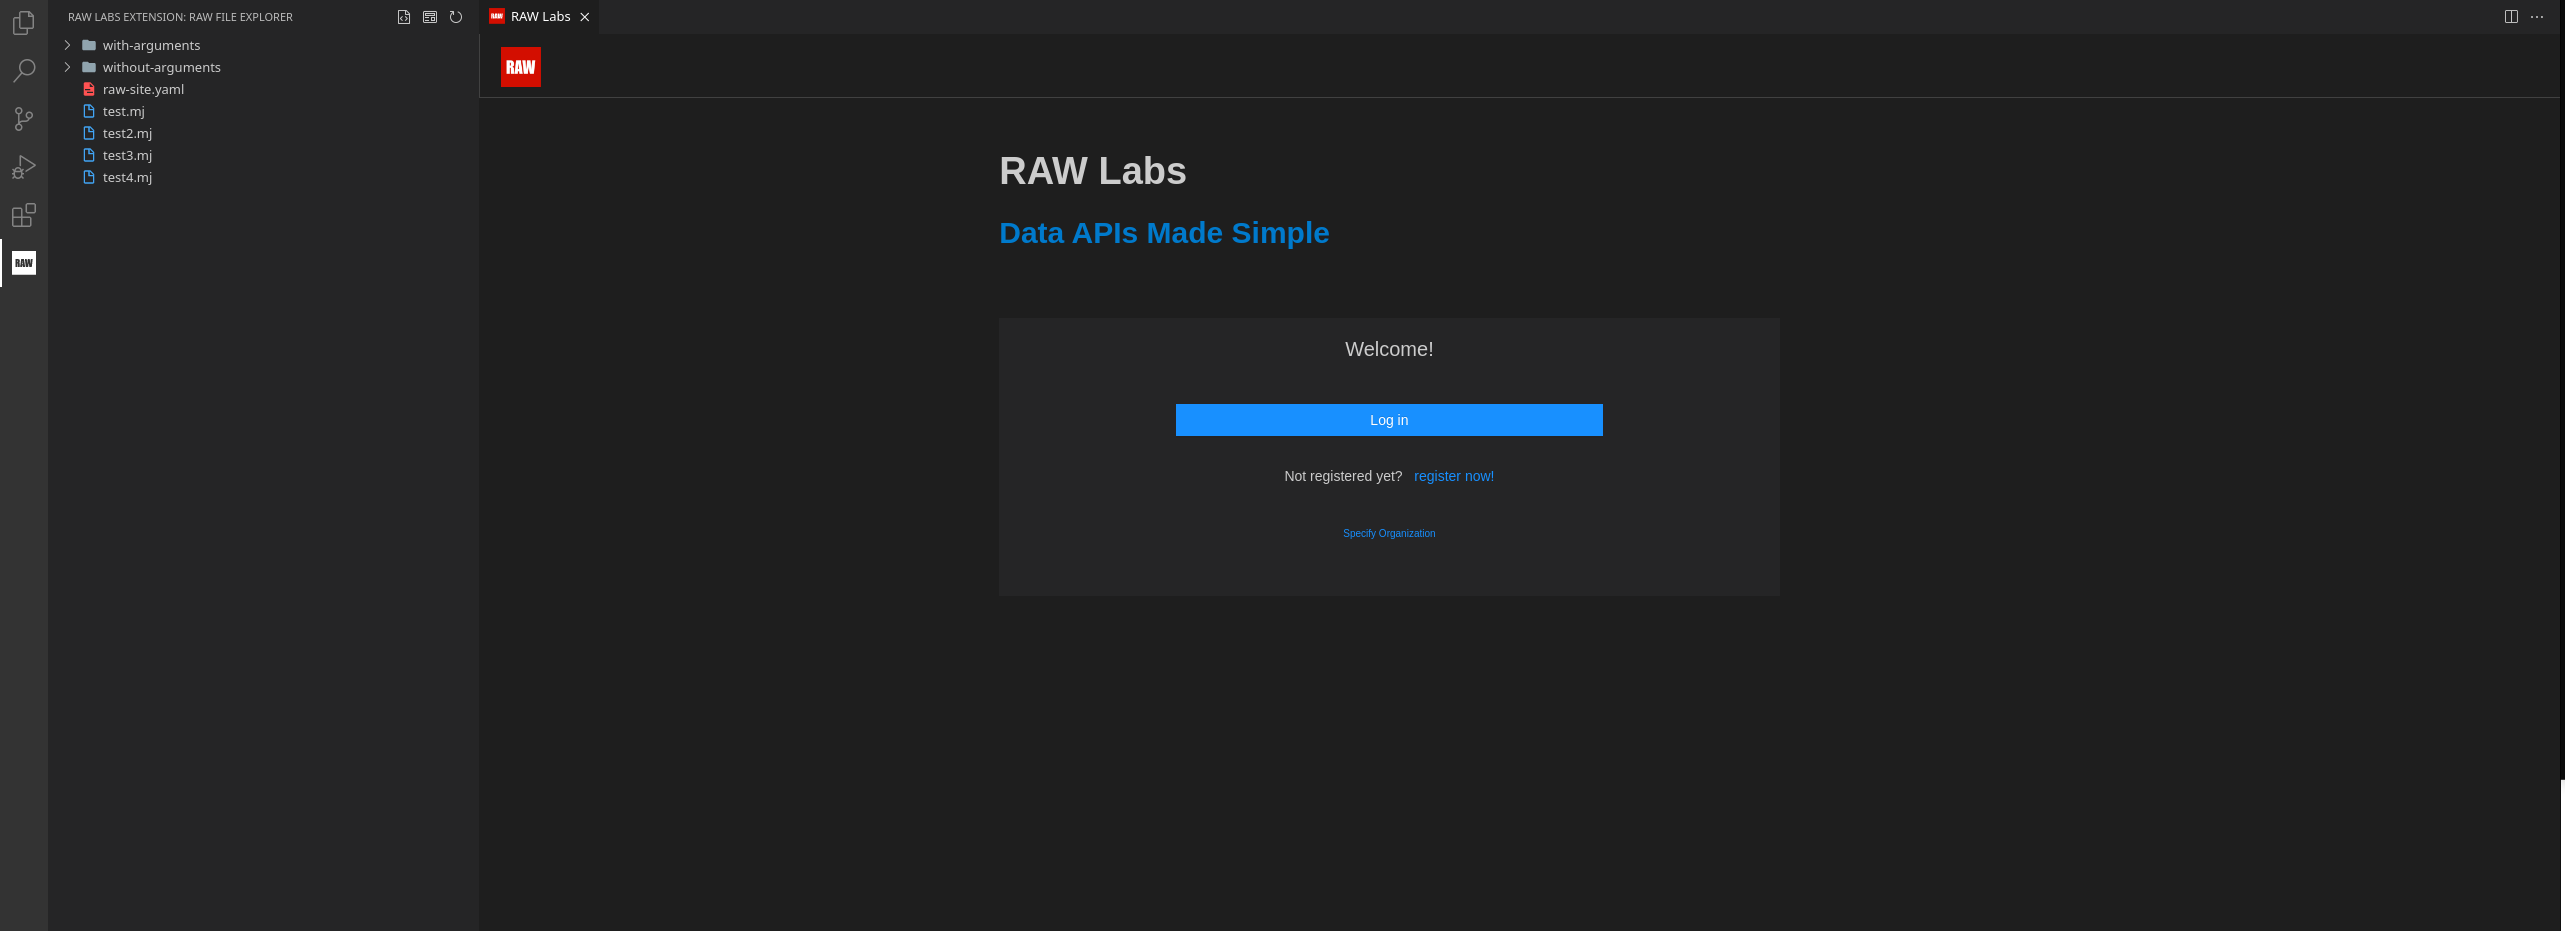 RAW LABS EXTENSION: RAW FILE EXPLORER
with-arguments
without-arguments
raw-site.yaml
test.mj
test2.mj
test3.mj
test4.mj
RAW
RAW RAW Labs
RAW
RAW Labs
Data APIs Made Simple
Welcome!
Log in
Not registered yet? register now!
Specify Organization